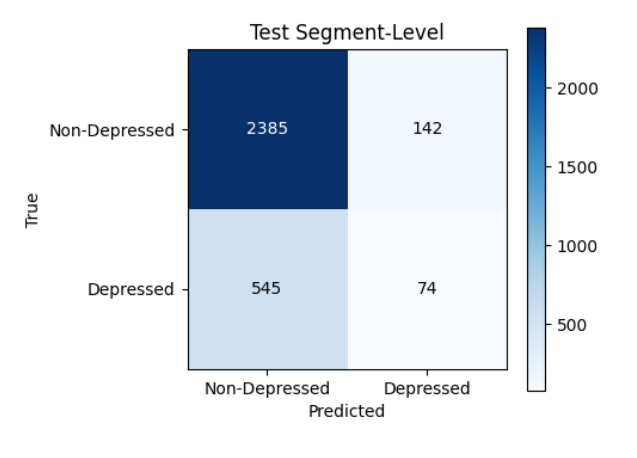 Test Segment-Level
Non-Depressed
2385
142
Depressed
545
74
Non-Depressed
Depressed
Predicted
True
2000
1500
1000
500